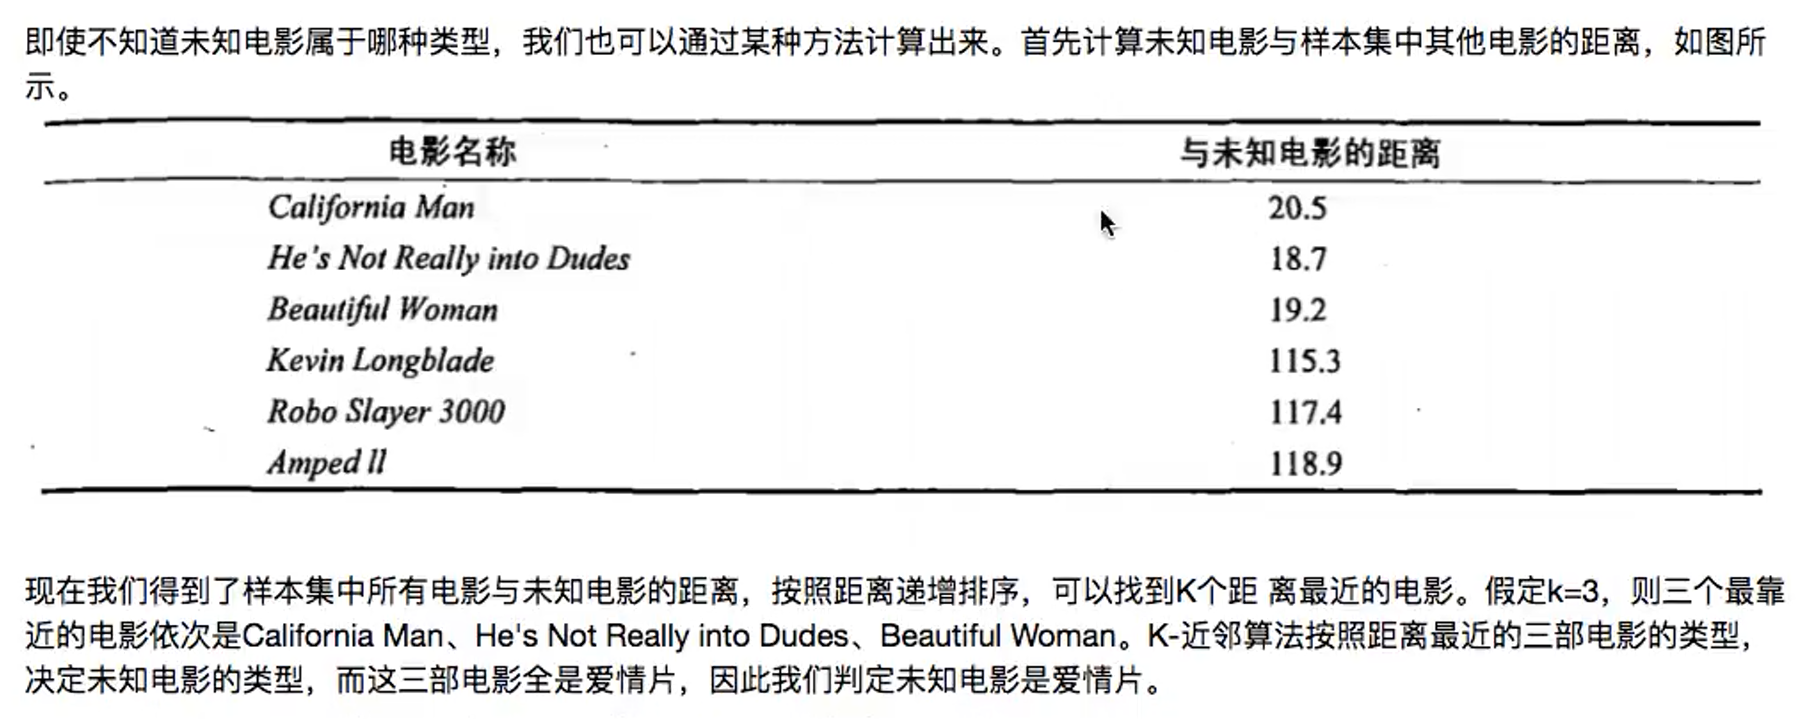 即使不知道未知电影属于哪种类型，我们也可以通过某种方法计算出来。首先计算未知电影与样本集中其他电影的距离，如图所
示。
电影名称 与未知电影的距离
California Man 20.5
He's Not Really into Dudes 18.7
Beautiful Woman 19.2
Kevin Longblade 115.3
Robo Slayer 3000 117.4
Amped ll 118.9
现在我们得到了样本集中所有电影与未知电影的距离，按照距离递增排序，可以找到K个距 离最近的电影。假定k=3，则三个最靠
近的电影依次是California Man、He's Not Really into Dudes、Beautiful Woman。K-近邻算法按照距离最近的三部电影的类型，
决定未知电影的类型，而这三部电影全是爱情片，因此我们判定未知电影是爱情片。